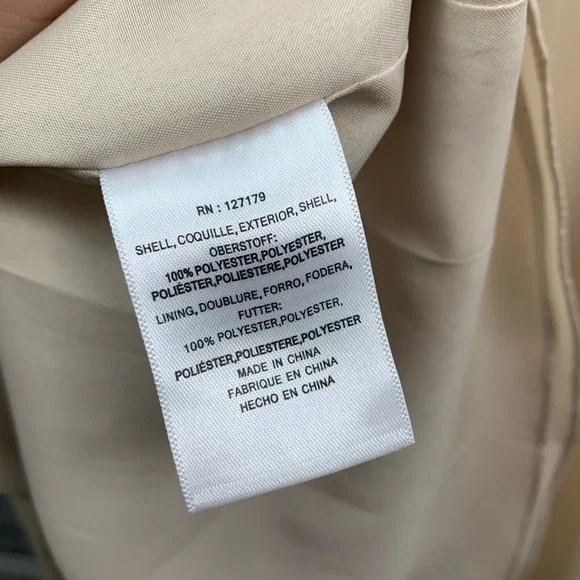 RN : 127179
SHELL, COQUILLE, EXTERIOR, SHELL,
OBERSTOFF:
100% POLYESTER,POLYESTER,
POLIÉSTER,POLIESTERE,POLYESTER
LINING, DOUBLURE, FORRO, FODERA,
FUTTER:
100% POLYESTER,POLYESTER,
POLIÉSTER,POLIESTERE,POLYESTER
MADE IN CHINA
FABRIQUE EN CHINA
HECHO EN CHINA